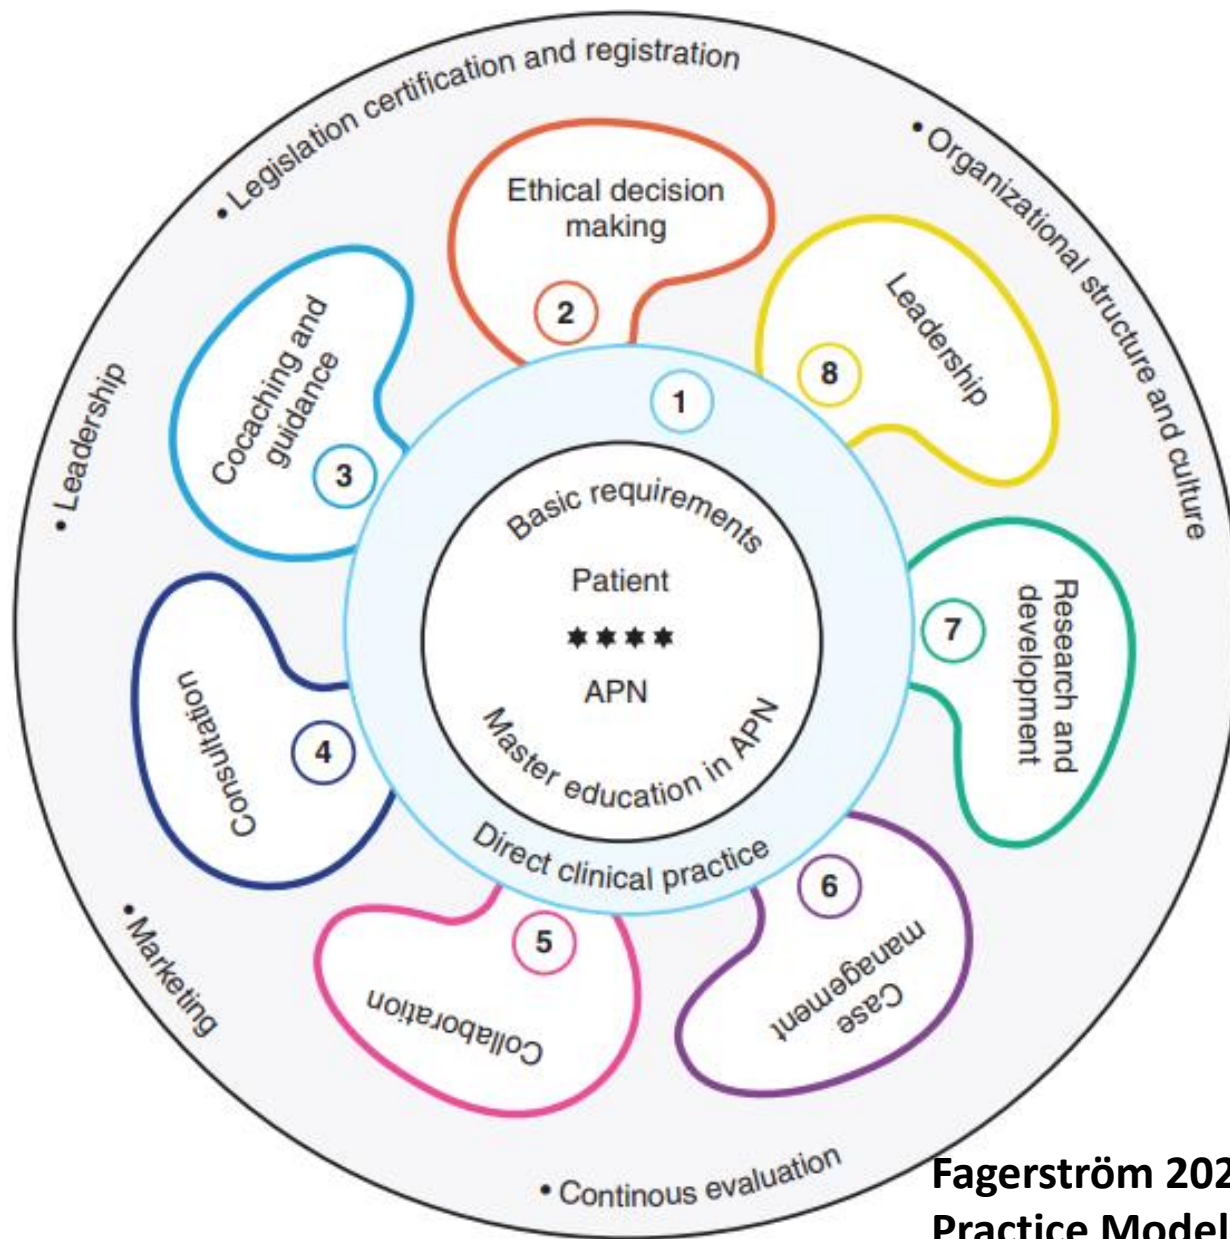 • Legislation certification and registration
• Organizational structure and culture
• Leadership
• Marketing
• Continous evaluation
Ethical decision
making
2
Leadership
8
Cocaching and
guidance
3
1
Basic requirements
Patient
✶✶✶✶
APN
Master education in APN
Direct clinical practice
Research and
development
7
Consultation
4
Collaboration
5
Case
management
6
Fagerström 202
Practice Model